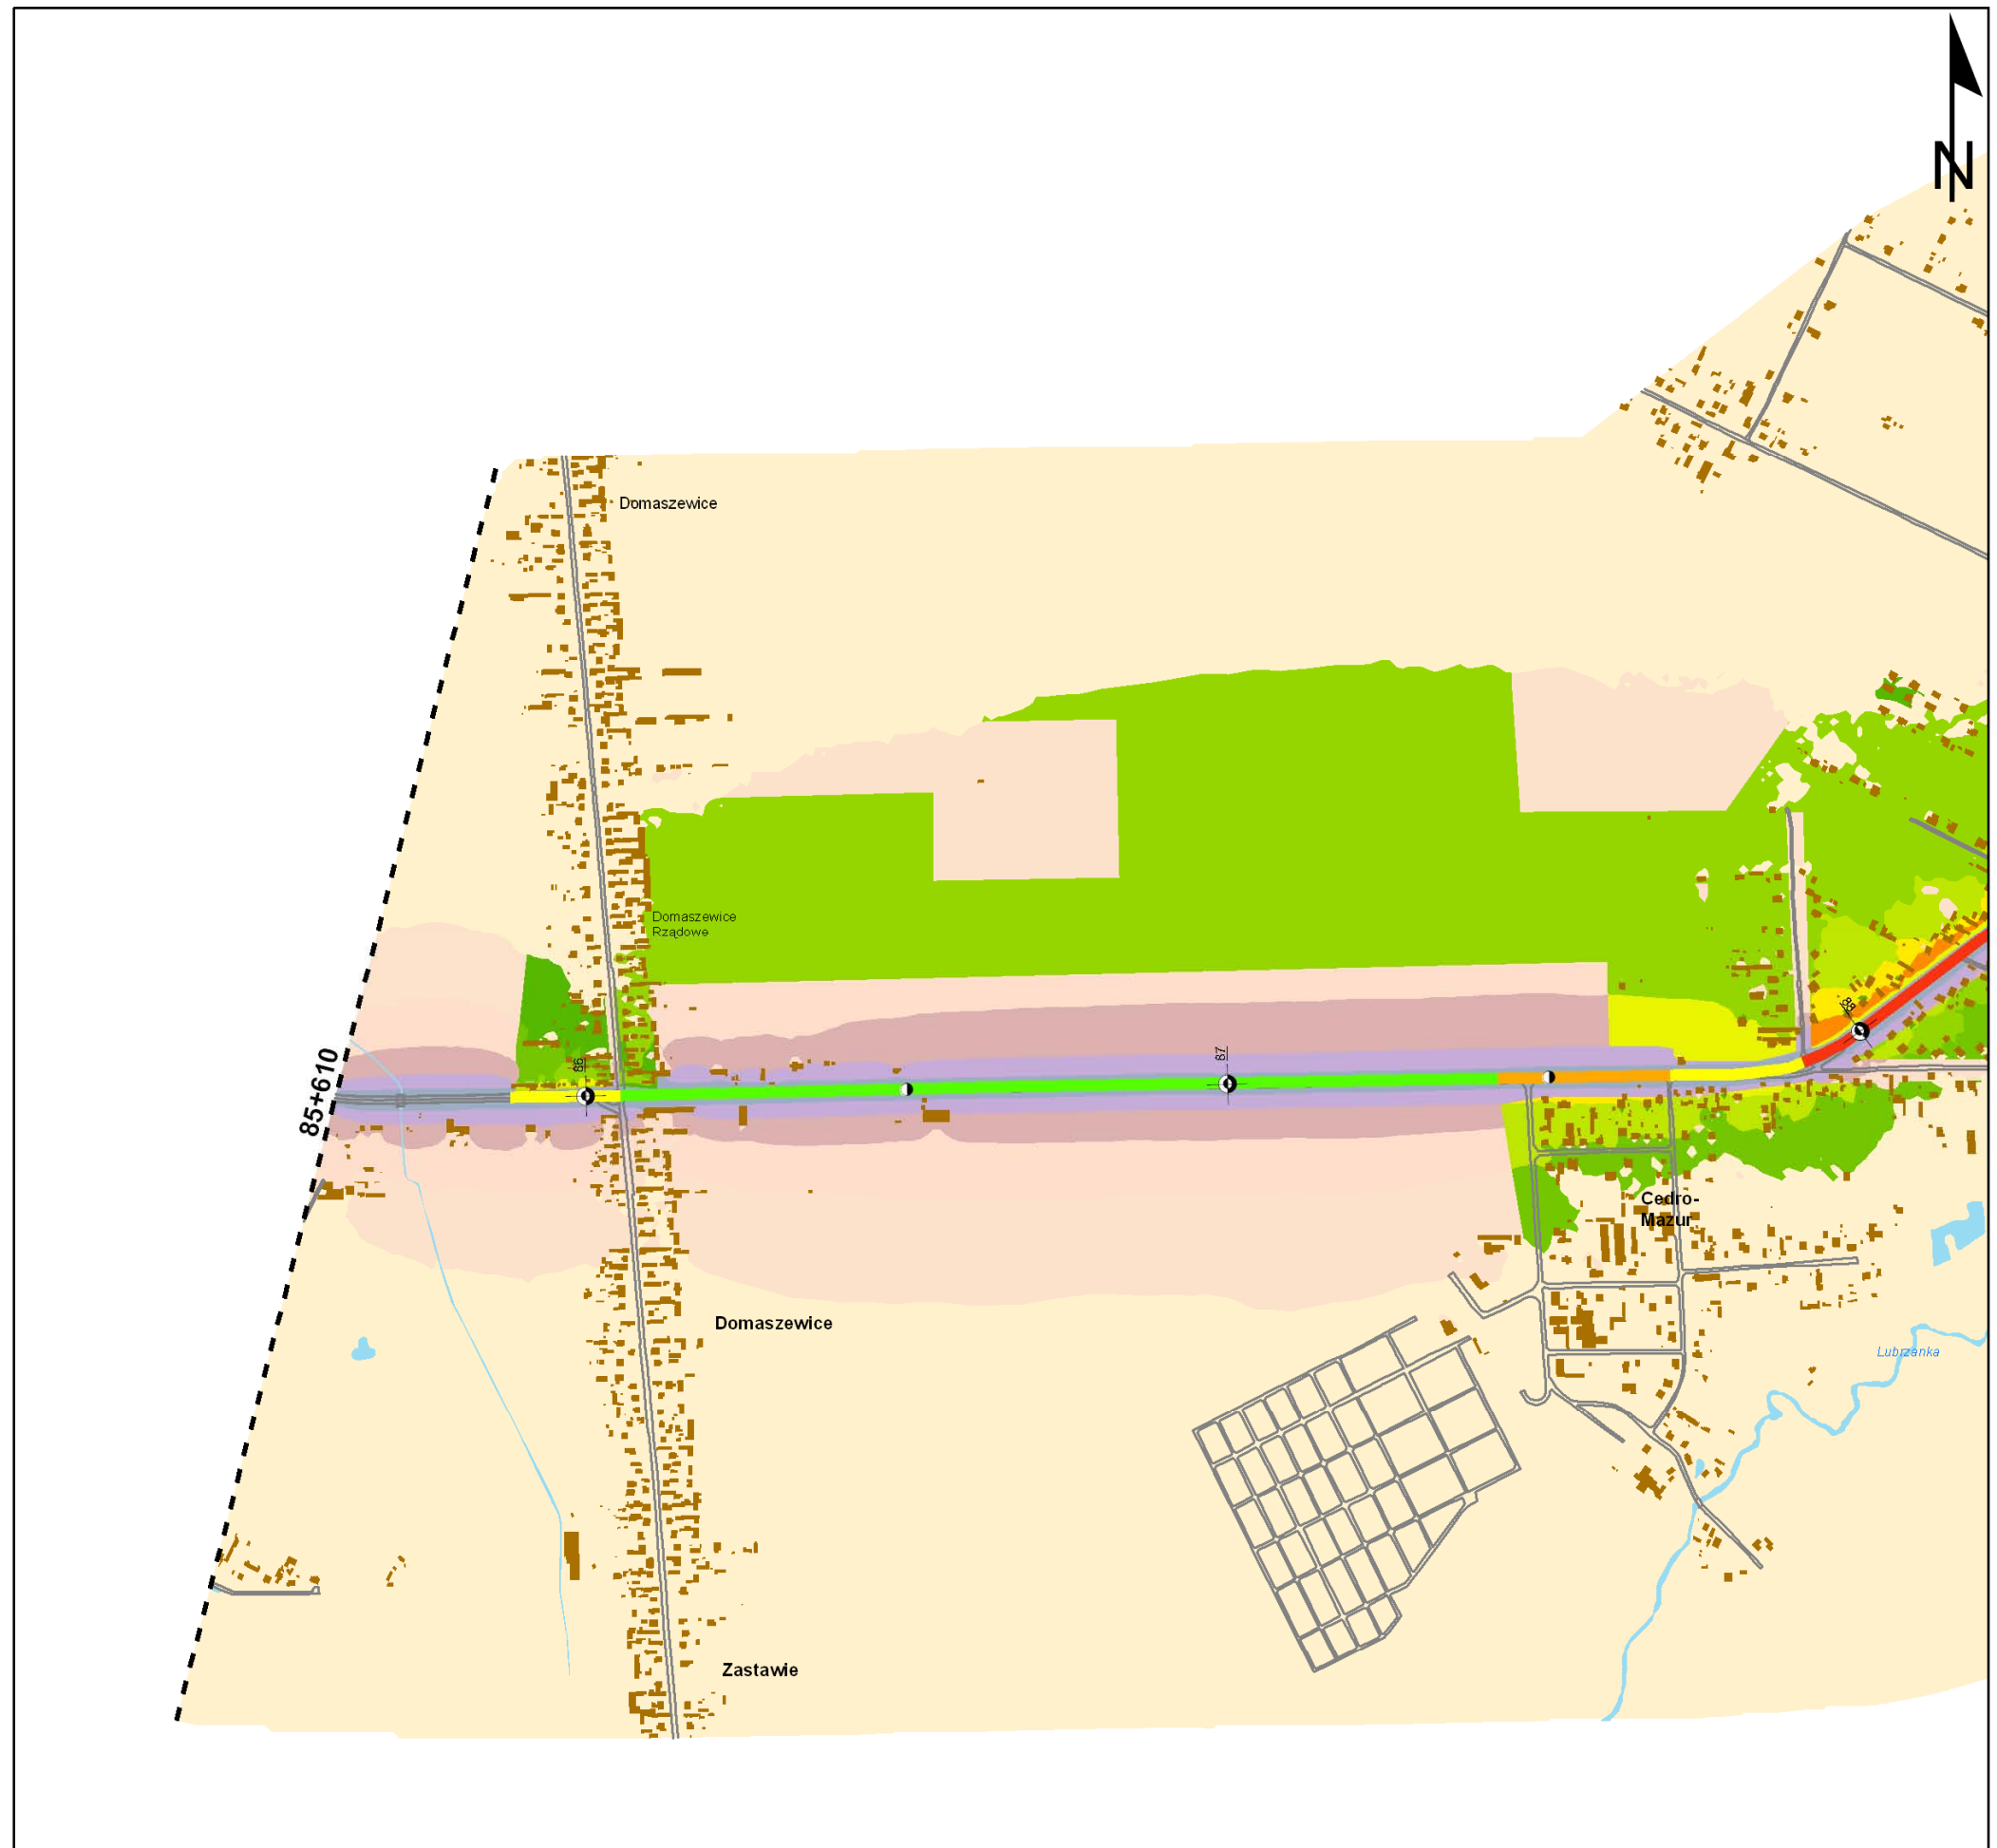 N
Domaszewice
Domaszewice
Rządowe
88
87
86
85+610
Cedro-
Mazur
Domaszewice
Lubrzanka
Zastawie